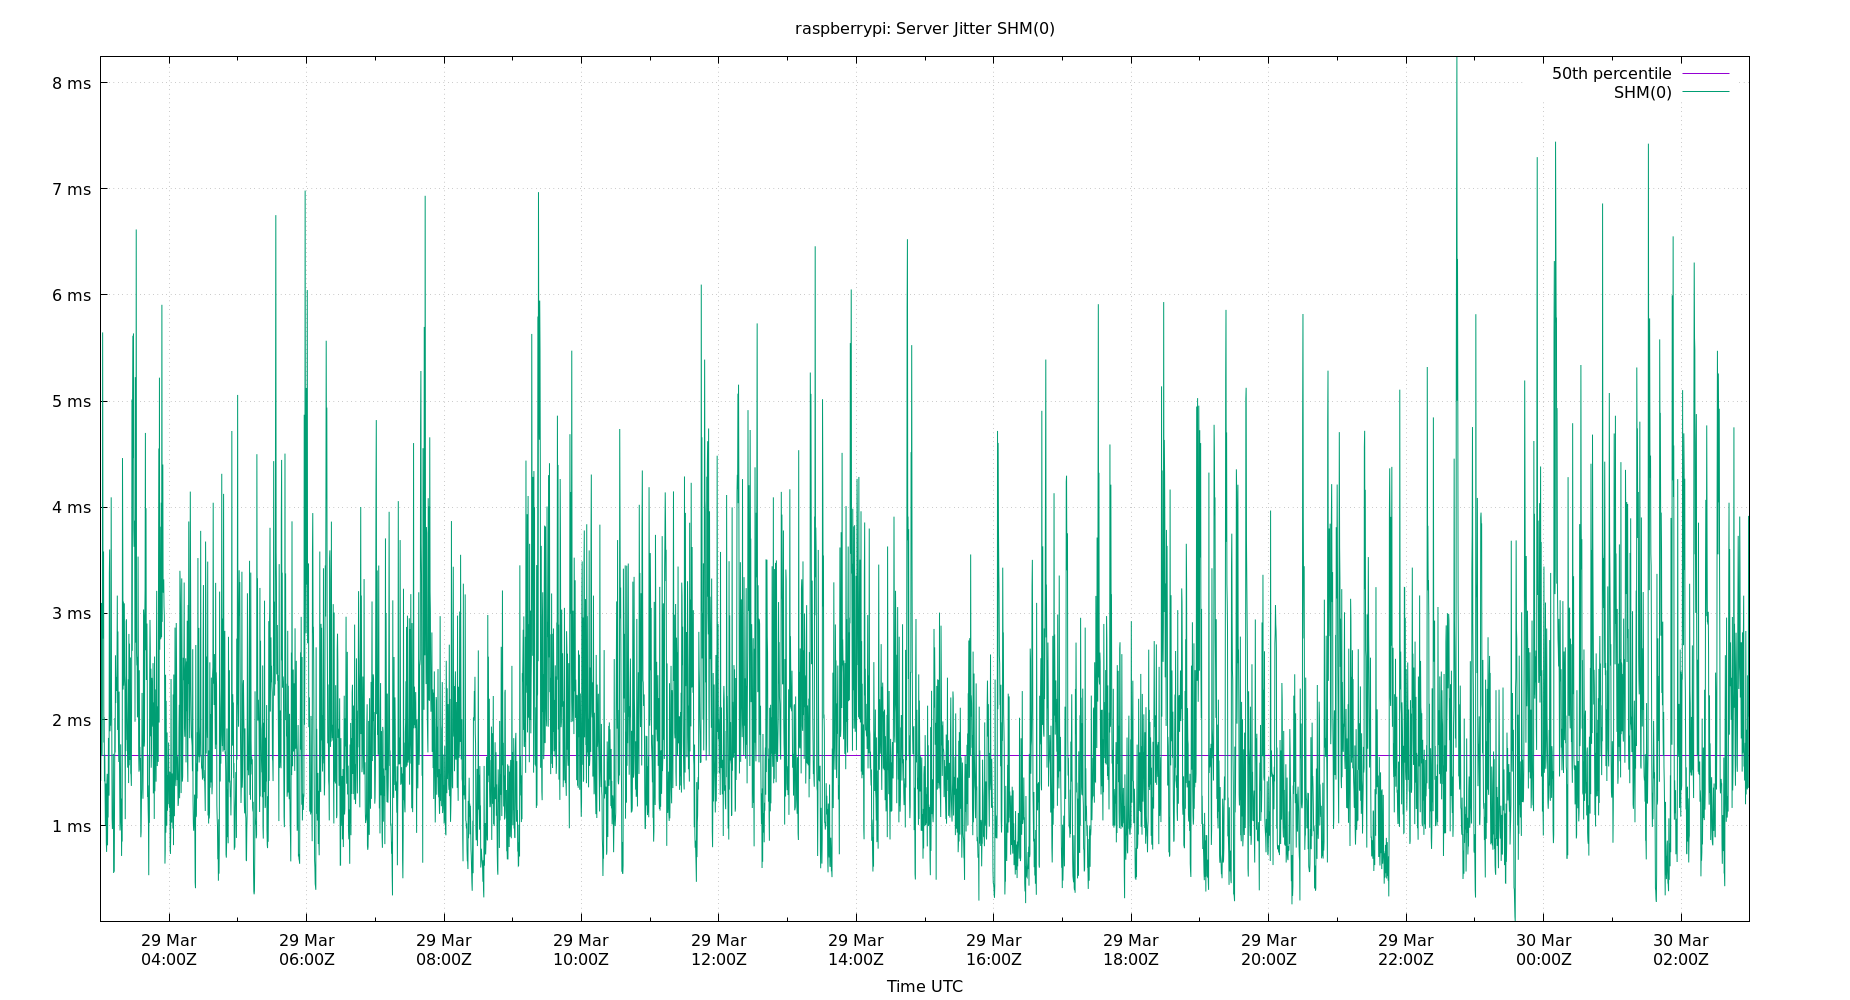 raspberrypi: Server Jitter SHM(0)
8 ms
7 ms
6 ms
5 ms
4 ms
3 ms
2 ms
1 ms
50th percentile
SHM(0)
29 Mar
04:00Z
29 Mar
06:00Z
29 Mar
08:00Z
29 Mar
10:00Z
29 Mar
12:00Z
29 Mar
14:00Z
29 Mar
16:00Z
29 Mar
18:00Z
29 Mar
20:00Z
29 Mar
22:00Z
30 Mar
00:00Z
30 Mar
02:00Z
Time UTC